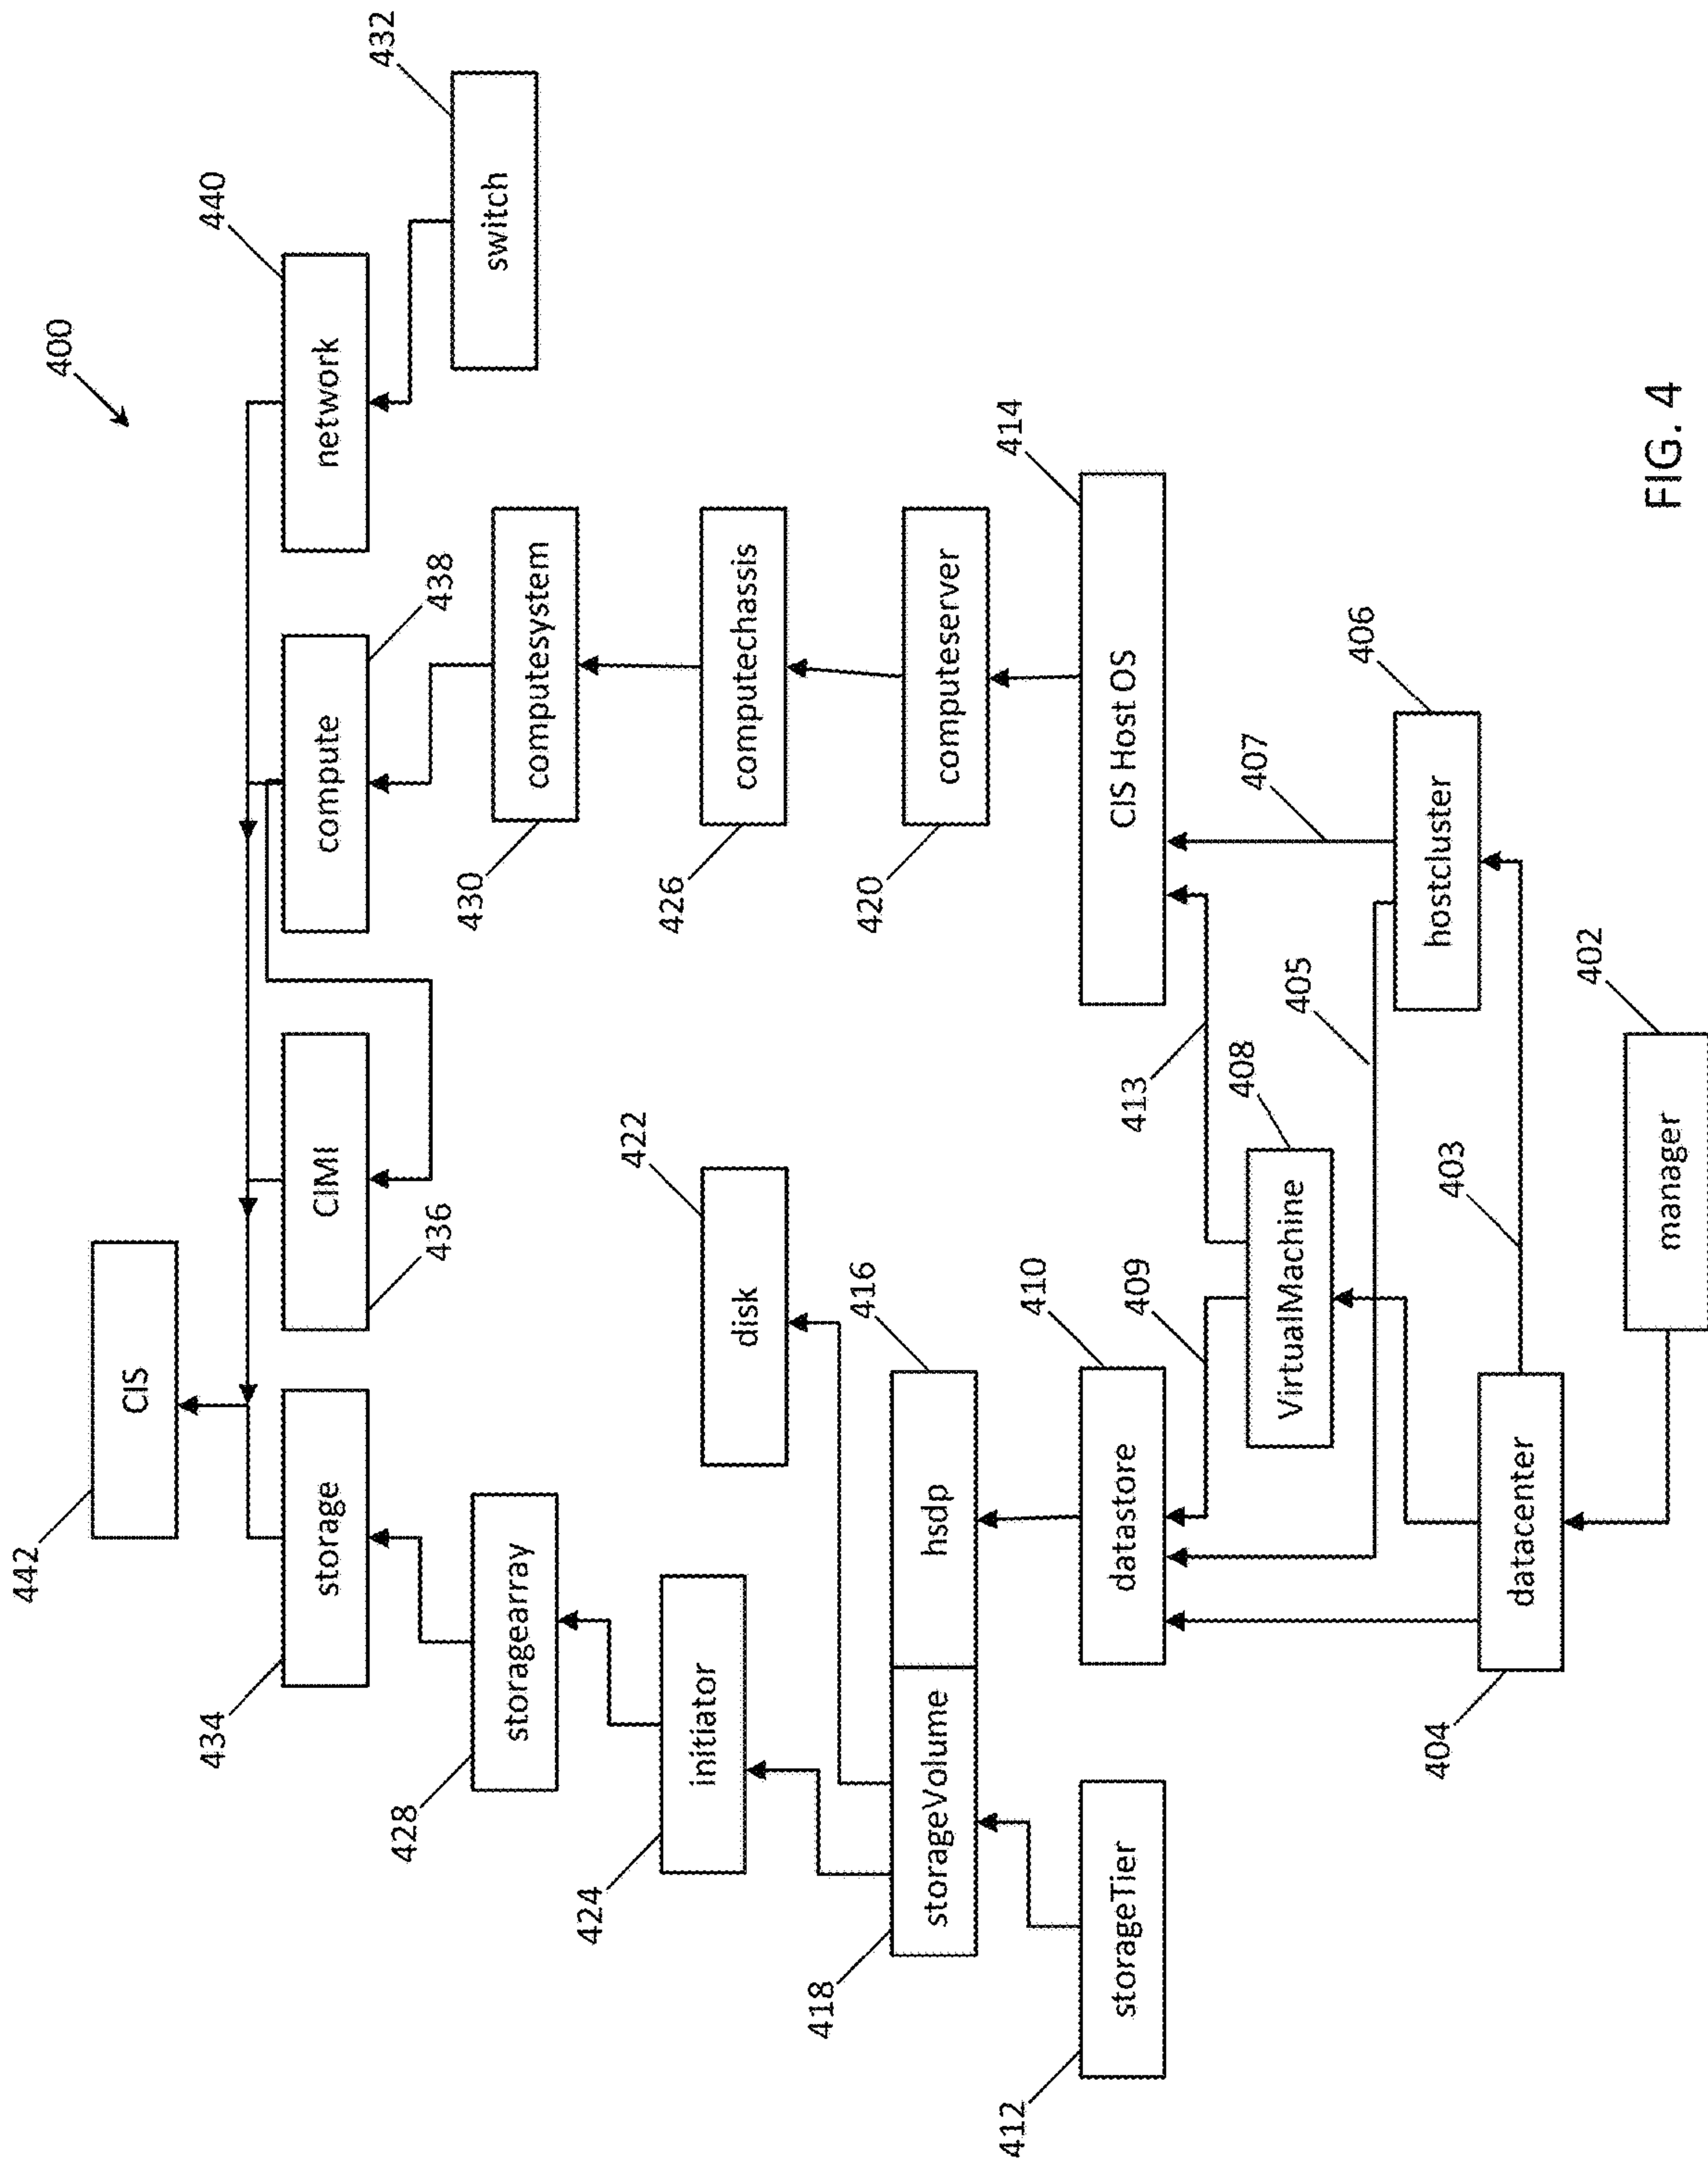 400
442
CIS
434
storage
436
CIMI
438
compute
440
network
432
switch
428
storagearray
430
computesystem
424
initiator
422
disk
426
computechassis
418
storageVolume
hsdp
416
420
computeserver
412
storageTier
datastore
410
CIS Host OS
414
409
413
VirtualMachine
408
405
407
404
datacenter
403
hostcluster
406
manager
402
FIG. 4